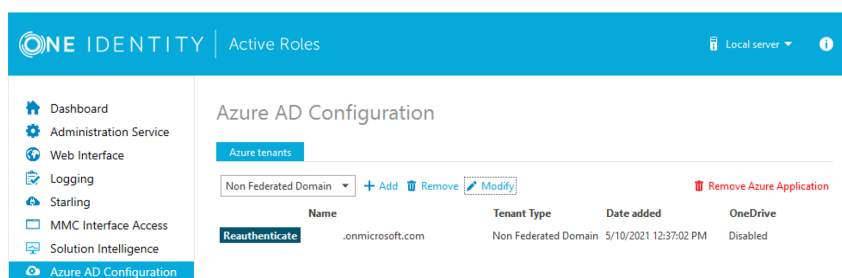 ONE IDENTITY Active Roles Local server
Dashboard
Administration Service
Web Interface
Logging
Starling
MMC Interface Access
Solution Intelligence
Azure AD Configuration
Azure AD Configuration
Azure tenants
Non Federated Domain Add Remove Modify Remove Azure Application
Name Tenant Type Date added OneDrive
Reauthenticate .onmicrosoft.com Non Federated Domain 5/10/2021 12:37:02 PM Disabled